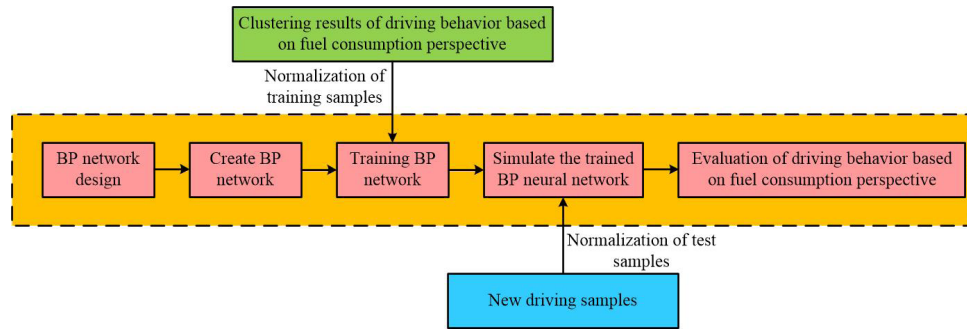 Clustering results of driving behavior based
on fuel consumption perspective
Normalization of
training samples
BP network
design
Create BP
network
Training BP
network
Simulate the trained
BP neural network
Evaluation of driving behavior based
on fuel consumption perspective
Normalization of test
samples
New driving samples